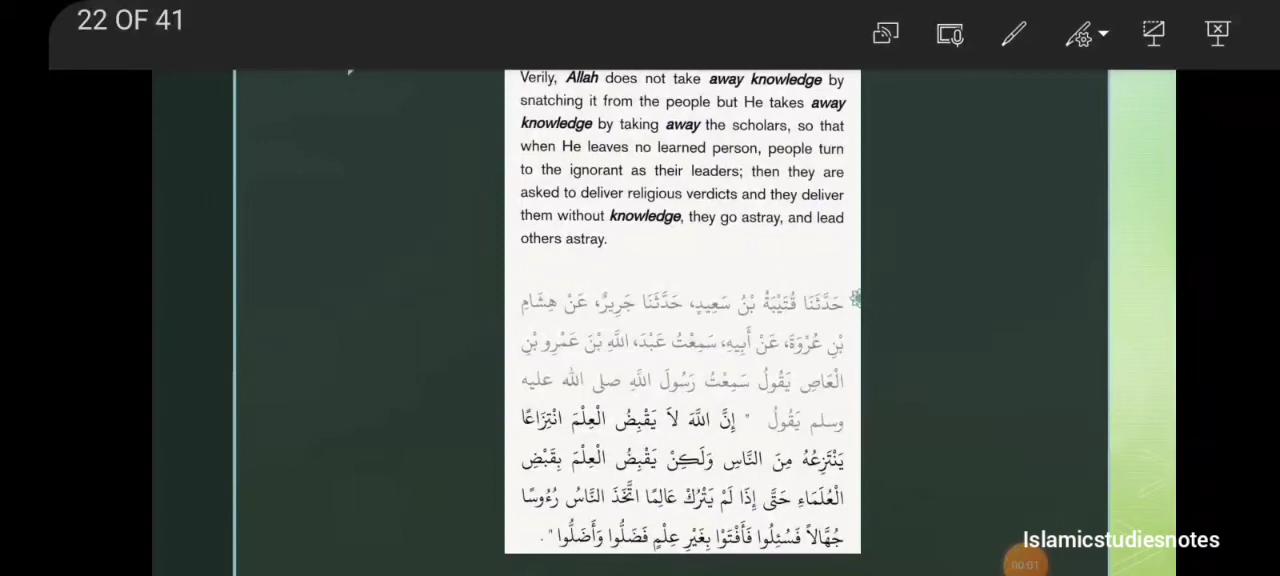 22 OF 41
Verily, Allah does not take away knowledge by
snatching it from the people but He takes away
knowledge by taking away the scholars, so that
when He leaves no learned person, people turn
to the ignorant as their leaders; then they are
asked to deliver religious verdicts and they deliver
them without knowledge, they go astray, and lead
others astray.
حَدَّثَنَا قُتَيْبَةُ بْنُ سَعِيدٍ، حَدَّثَنَا جَرِيرٌ، عَنْ هِشَامِ
بْنِ عُرْوَةَ، عَنْ أَبِيهِ، سَمِعْتُ عَبْدَ، اللَّهِ بْنَ عَمْرِو بْنِ
الْعَاصِ يَقُولُ سَمِعْتُ رَسُولَ اللَّهِ صلى الله عليه
وسلم يَقُولُ " إِنَّ اللَّهَ لاَ يَقْبِضُ الْعِلْمَ انْتِزَاعًا
يَنْتَزِعُهُ مِنَ النَّاسِ وَلَكِنْ يَقْبِضُ الْعِلْمَ بِقَبْضِ
الْعُلَمَاءِ حَتَّى إِذَا لَمْ يَتْرُكْ عَالِمًا اتَّخَذَ النَّاسُ رُءُوسًا
جُهَّالاً فَسُئِلُوا فَأَفْتَوْا بِغَيْرِ عِلْمٍ فَضَلُّوا وَأَضَلُّوا " .
Islamicstudiesnotes
00:01